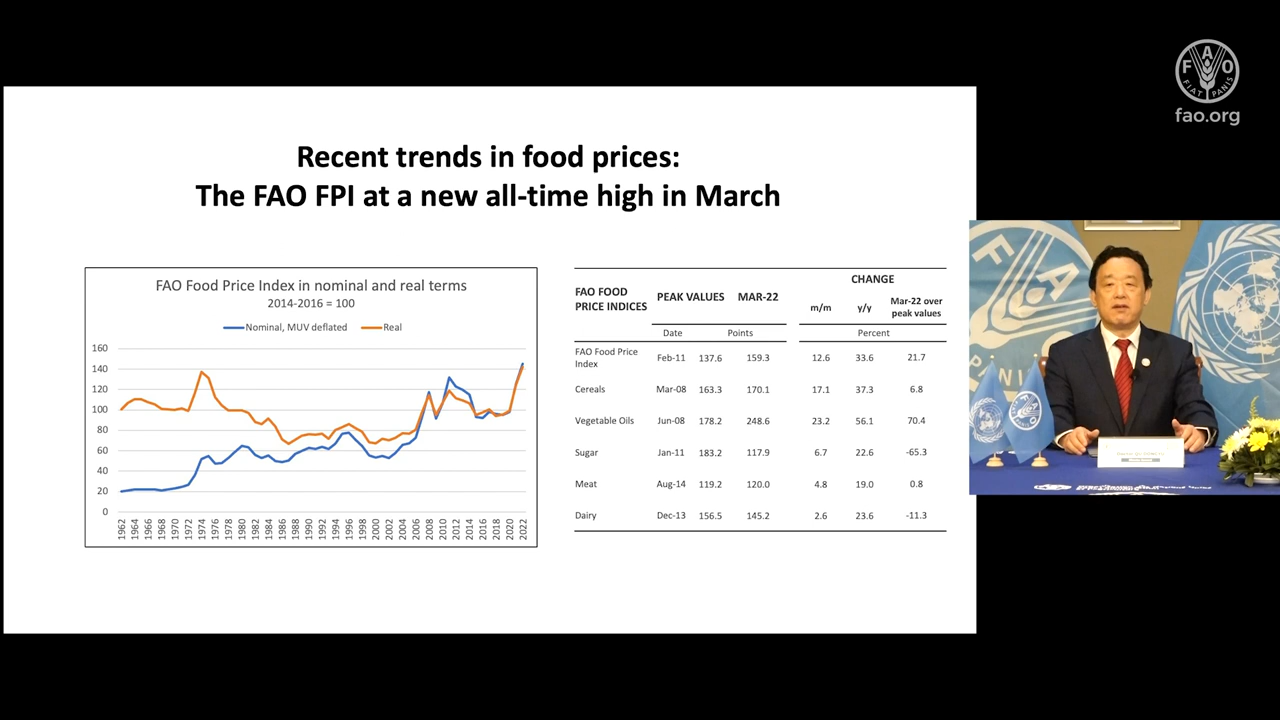 FAO
FIAT PANIS
fao.org
Recent trends in food prices:
The FAO FPI at a new all-time high in March
FAO Food Price Index in nominal and real terms
2014-2016 = 100
Nominal, MUV deflated Real
160
140
120
100
80
60
40
20
0
1962 1964 1966 1968 1970 1972 1974 1976 1978 1980 1982 1984 1986 1988 1990 1992 1994 1996 1998 2000 2002 2004 2006 2008 2010 2012 2014 2016 2018 2020 2022
CHANGE
FAO FOOD PRICE INDICES PEAK VALUES MAR-22 m/m y/y Mar-22 over peak values
Date Points Percent
FAO Food Price Index Feb-11 137.6 159.3 12.6 33.6 21.7
Cereals Mar-08 163.3 170.1 17.1 37.3 6.8
Vegetable Oils Jun-08 178.2 248.6 23.2 56.1 70.4
Sugar Jan-11 183.2 117.9 6.7 22.6 -65.3
Meat Aug-14 119.2 120.0 4.8 19.0 0.8
Dairy Dec-13 156.5 145.2 2.6 23.6 -11.3